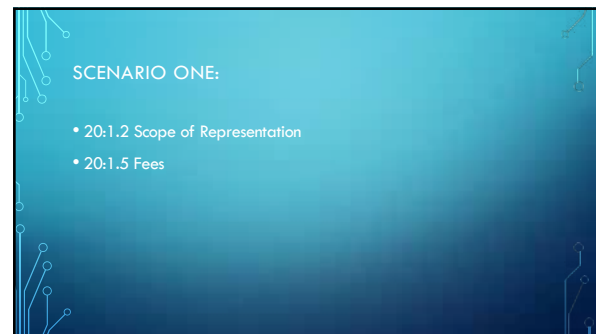 SCENARIO ONE:
• 20:1.2 Scope of Representation
• 20:1.5 Fees